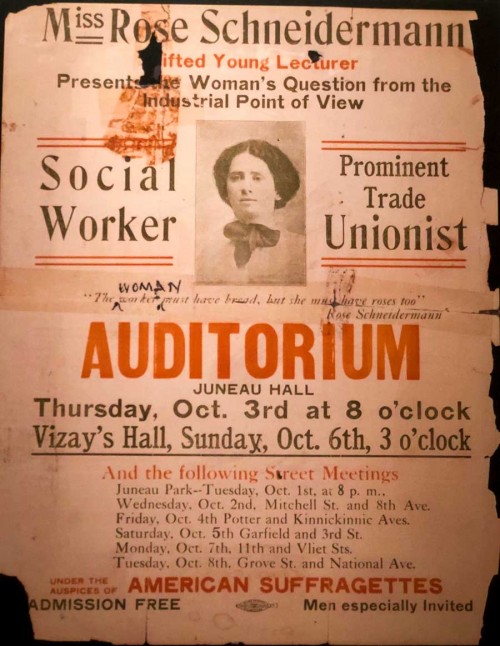 Miss Rose Schneidermann
Gifted Young Lecturer
Presents the Woman's Question from the
Industrial Point of View
Social
Worker
Prominent
Trade
Unionist
WOMAN
"The worker must have bread, but she must have roses too"
Rose Schneidermann
AUDITORIUM
JUNEAU HALL
Thursday, Oct. 3rd at 8 o'clock
Vizay's Hall, Sunday, Oct. 6th, 3 o'clock
And the following Street Meetings
Juneau Park--Tuesday, Oct. 1st, at 8 p. m..
Wednesday, Oct. 2nd, Mitchell St. and 8th Ave.
Friday, Oct. 4th Potter and Kinnickinnic Aves.
Saturday, Oct. 5th Garfield and 3rd St.
Monday, Oct. 7th, 11th and Vliet Sts.
Tuesday, Oct. 8th, Grove St. and National Ave.
UNDER THE AUSPICES OF AMERICAN SUFFRAGETTES
ADMISSION FREE Men especially Invited